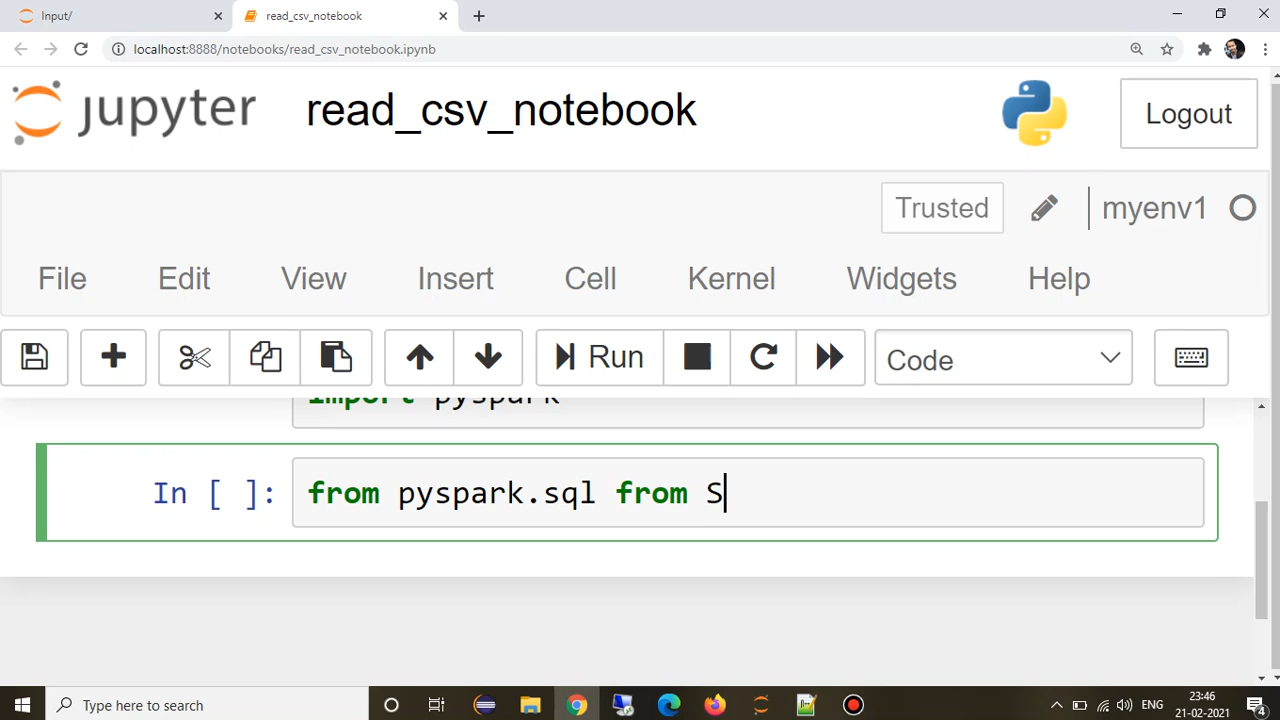 Input/
read_csv_notebook
localhost:8888/notebooks/read_csv_notebook.ipynb
jupyter
read_csv_notebook
Logout
Trusted
myenv1
File Edit View Insert Cell Kernel Widgets Help
Run
Code
import pyspark
In [ ]: from pyspark.sql from S
Type here to search
ENG
23:46
21-02-2021
4